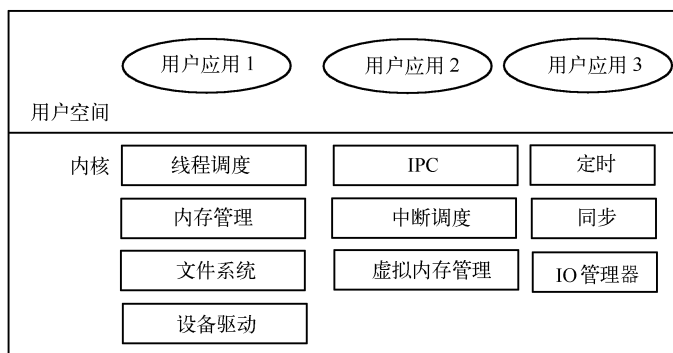 用户应用 1 用户应用 2 用户应用 3
用户空间
内核 线程调度 IPC 定时
内存管理 中断调度 同步
文件系统 虚拟内存管理 IO 管理器
设备驱动